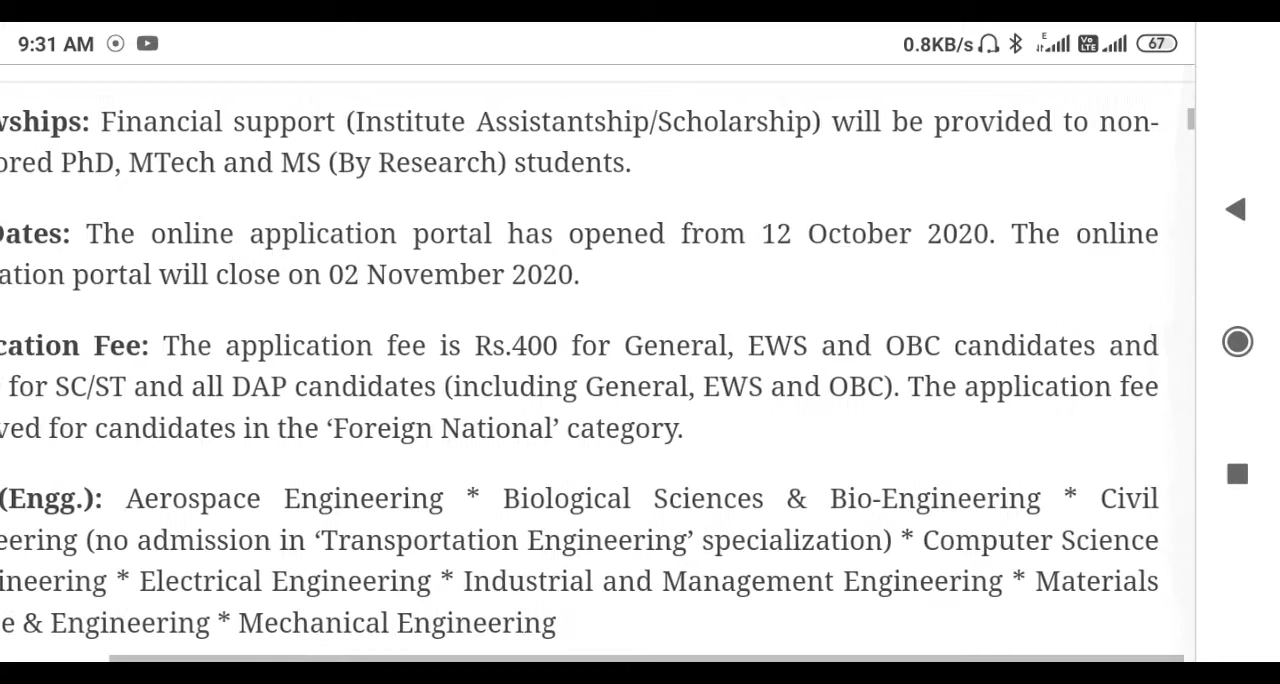 9:31 AM 0.8KB/s E Vo LTE 67
wships: Financial support (Institute Assistantship/Scholarship) will be provided to non-
ored PhD, MTech and MS (By Research) students.
Dates: The online application portal has opened from 12 October 2020. The online
ation portal will close on 02 November 2020.
cation Fee: The application fee is Rs.400 for General, EWS and OBC candidates and
for SC/ST and all DAP candidates (including General, EWS and OBC). The application fee
ved for candidates in the ‘Foreign National’ category.
(Engg.): Aerospace Engineering * Biological Sciences & Bio-Engineering * Civil
eering (no admission in ‘Transportation Engineering’ specialization) * Computer Science
ineering * Electrical Engineering * Industrial and Management Engineering * Materials
e & Engineering * Mechanical Engineering